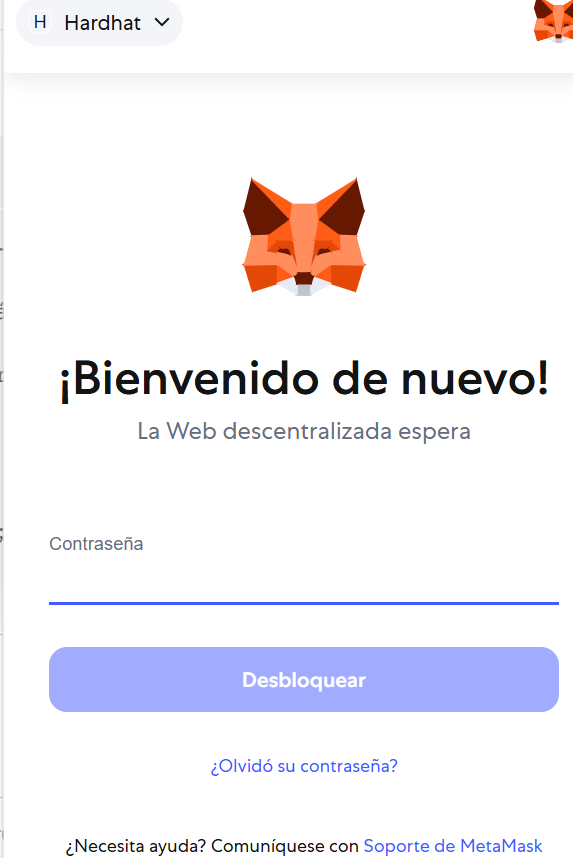 H Hardhat
¡Bienvenido de nuevo!
La Web descentralizada espera
Contraseña
Desbloquear
¿Olvidó su contraseña?
¿Necesita ayuda? Comuníquese con Soporte de MetaMask